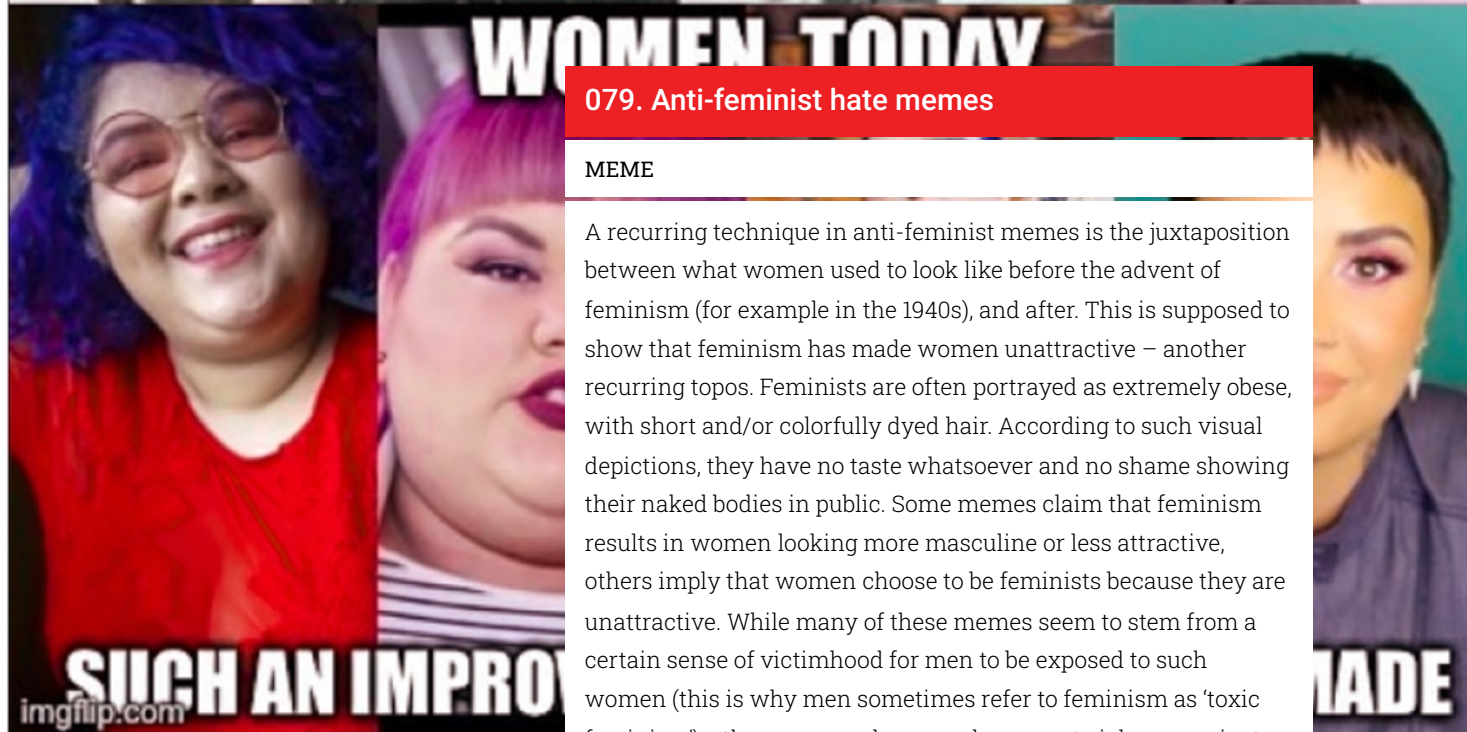 WOMEN TODAY
079. Anti-feminist hate memes
MEME
A recurring technique in anti-feminist memes is the juxtaposition
between what women used to look like before the advent of
feminism (for example in the 1940s), and after. This is supposed to
show that feminism has made women unattractive – another
recurring topos. Feminists are often portrayed as extremely obese,
with short and/or colorfully dyed hair. According to such visual
depictions, they have no taste whatsoever and no shame showing
their naked bodies in public. Some memes claim that feminism
results in women looking more masculine or less attractive,
others imply that women choose to be feminists because they are
unattractive. While many of these memes seem to stem from a
certain sense of victimhood for men to be exposed to such
women (this is why men sometimes refer to feminism as ‘toxic
SUCH AN
imgflip.com